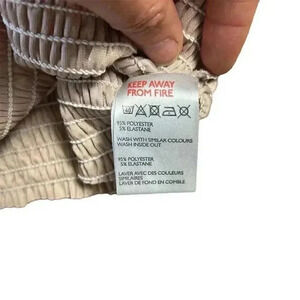 KEEP AWAY
FROM FIRE
95% POLYESTER
5% ELASTANE
WASH WITH SIMILAR COLOURS
WASH INSIDE OUT
95% POLYESTER
5% ELASTANE
LAVER AVEC DES COLORIS
SIMILAIRES
LAVER DE FOND EN COMBLE